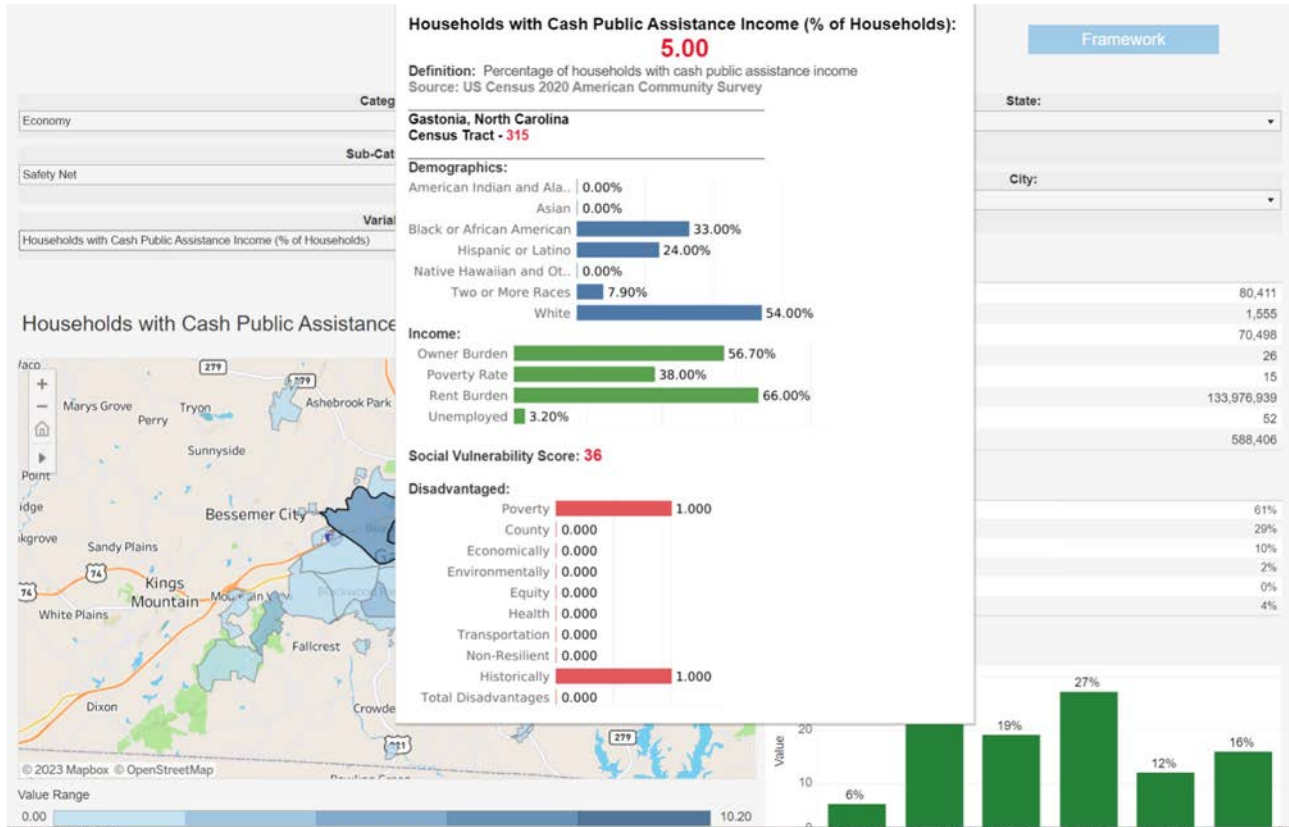 Households with Cash Public Assistance Income (% of Households):
5.00
Definition: Percentage of households with cash public assistance income
Source: US Census 2020 American Community Survey
Gastonia, North Carolina
Census Tract - 315
Demographics:
American Indian and Ala.. 0.00%
Asian 0.00%
Black or African American 33.00%
Hispanic or Latino 24.00%
Native Hawaiian and Ot.. 0.00%
Two or More Races 7.90%
White 54.00%
Income:
Owner Burden 56.70%
Poverty Rate 38.00%
Rent Burden 66.00%
Unemployed 3.20%
Social Vulnerability Score: 36
Disadvantaged:
Poverty 1.000
County 0.000
Economically 0.000
Environmentally 0.000
Equity 0.000
Health 0.000
Transportation 0.000
Non-Resilient 0.000
Historically 1.000
Total Disadvantages 0.000
Framework
Categ
Economy
Sub-Cat
Safety Net
Varial
Households with Cash Public Assistance Income (% of Households)
State:
City:
Households with Cash Public Assistance
279
Marys Grove
Tryon
Perry
Ashebrook Park
Sunnyside
Point
Bessemer City
Sandy Plains
74
Kings
Mountain
74
White Plains
Fallcrest
Dixon
Crowde
279
© 2023 Mapbox © OpenStreetMap
Value Range
0.00
10.20
80,411
1,555
70,498
26
15
133,976,939
52
588,406
61%
29%
10%
2%
0%
4%
Value
20
10
0
6%
19%
27%
12%
16%